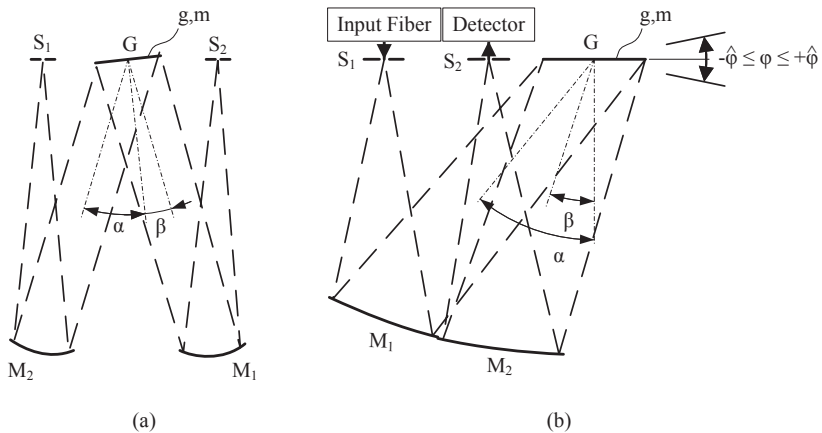 g,m
S₁
G
S₂
α
β
M₂
M₁
(a)
Input Fiber
Detector
g,m
S₁
S₂
G
-φ̂ ≤ φ ≤ +φ̂
β
α
M₁
M₂
(b)